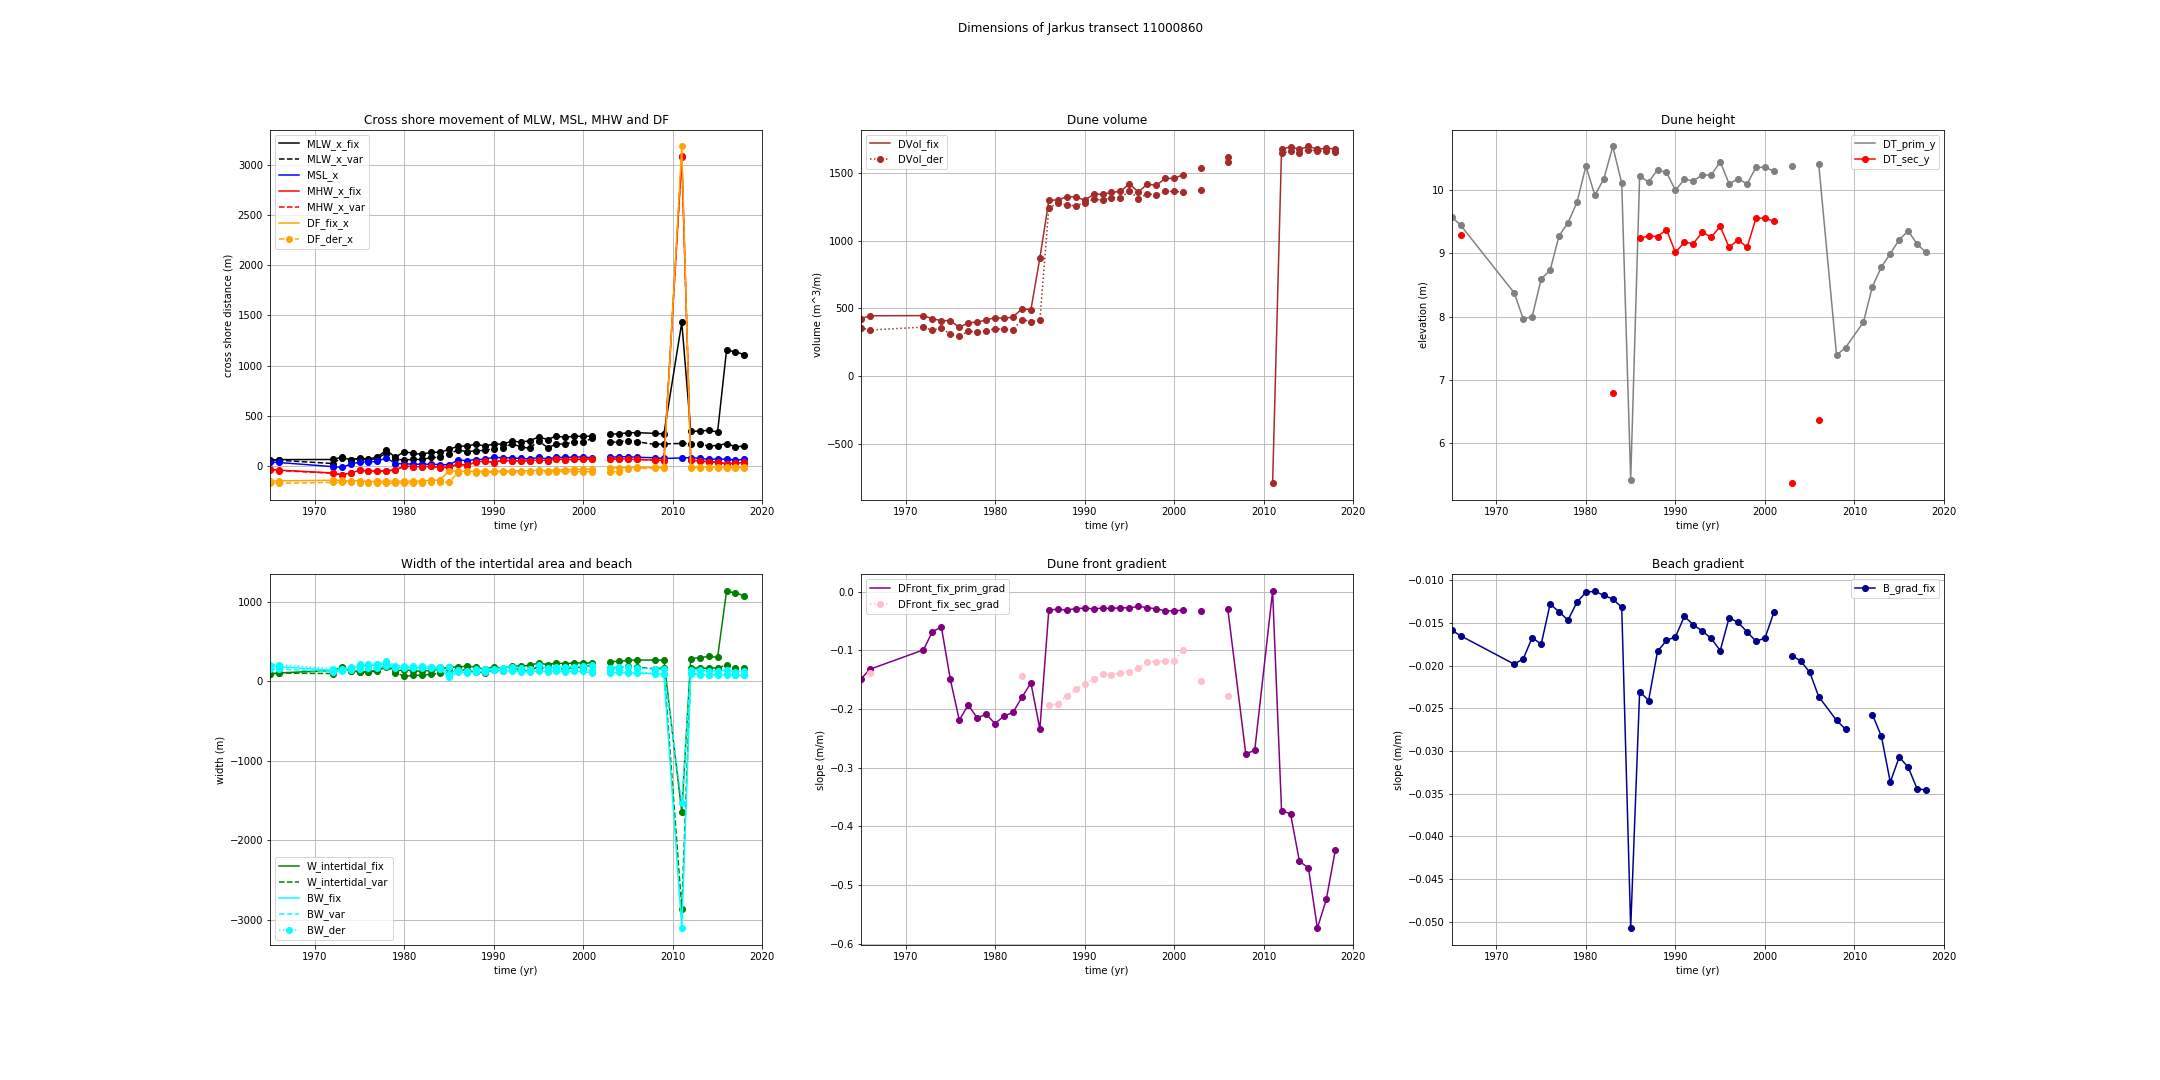 Dimensions of Jarkus transect 11000860
Cross shore movement of MLW, MSL, MHW and DF
MLW_x_fix
MLW_x_var
MSL_x
MHW_x_fix
MHW_x_var
DF_fix_x
DF_der_x
3000
2500
2000
1500
1000
500
0
cross shore distance (m)
1970
1980
1990
2000
2010
2020
time (yr)
Dune volume
DVol_fix
DVol_der
1500
1000
500
0
−500
volume (m^3/m)
1970
1980
1990
2000
2010
2020
time (yr)
Dune height
DT_prim_y
DT_sec_y
10
9
8
7
6
elevation (m)
1970
1980
1990
2000
2010
2020
time (yr)
Width of the intertidal area and beach
1000
0
−1000
−2000
−3000
width (m)
W_intertidal_fix
W_intertidal_var
BW_fix
BW_var
BW_der
1970
1980
1990
2000
2010
2020
time (yr)
Dune front gradient
DFront_fix_prim_grad
DFront_fix_sec_grad
0.0
−0.1
−0.2
−0.3
−0.4
−0.5
−0.6
slope (m/m)
1970
1980
1990
2000
2010
2020
time (yr)
Beach gradient
B_grad_fix
−0.010
−0.015
−0.020
−0.025
−0.030
−0.035
−0.040
−0.045
−0.050
slope (m/m)
1970
1980
1990
2000
2010
2020
time (yr)